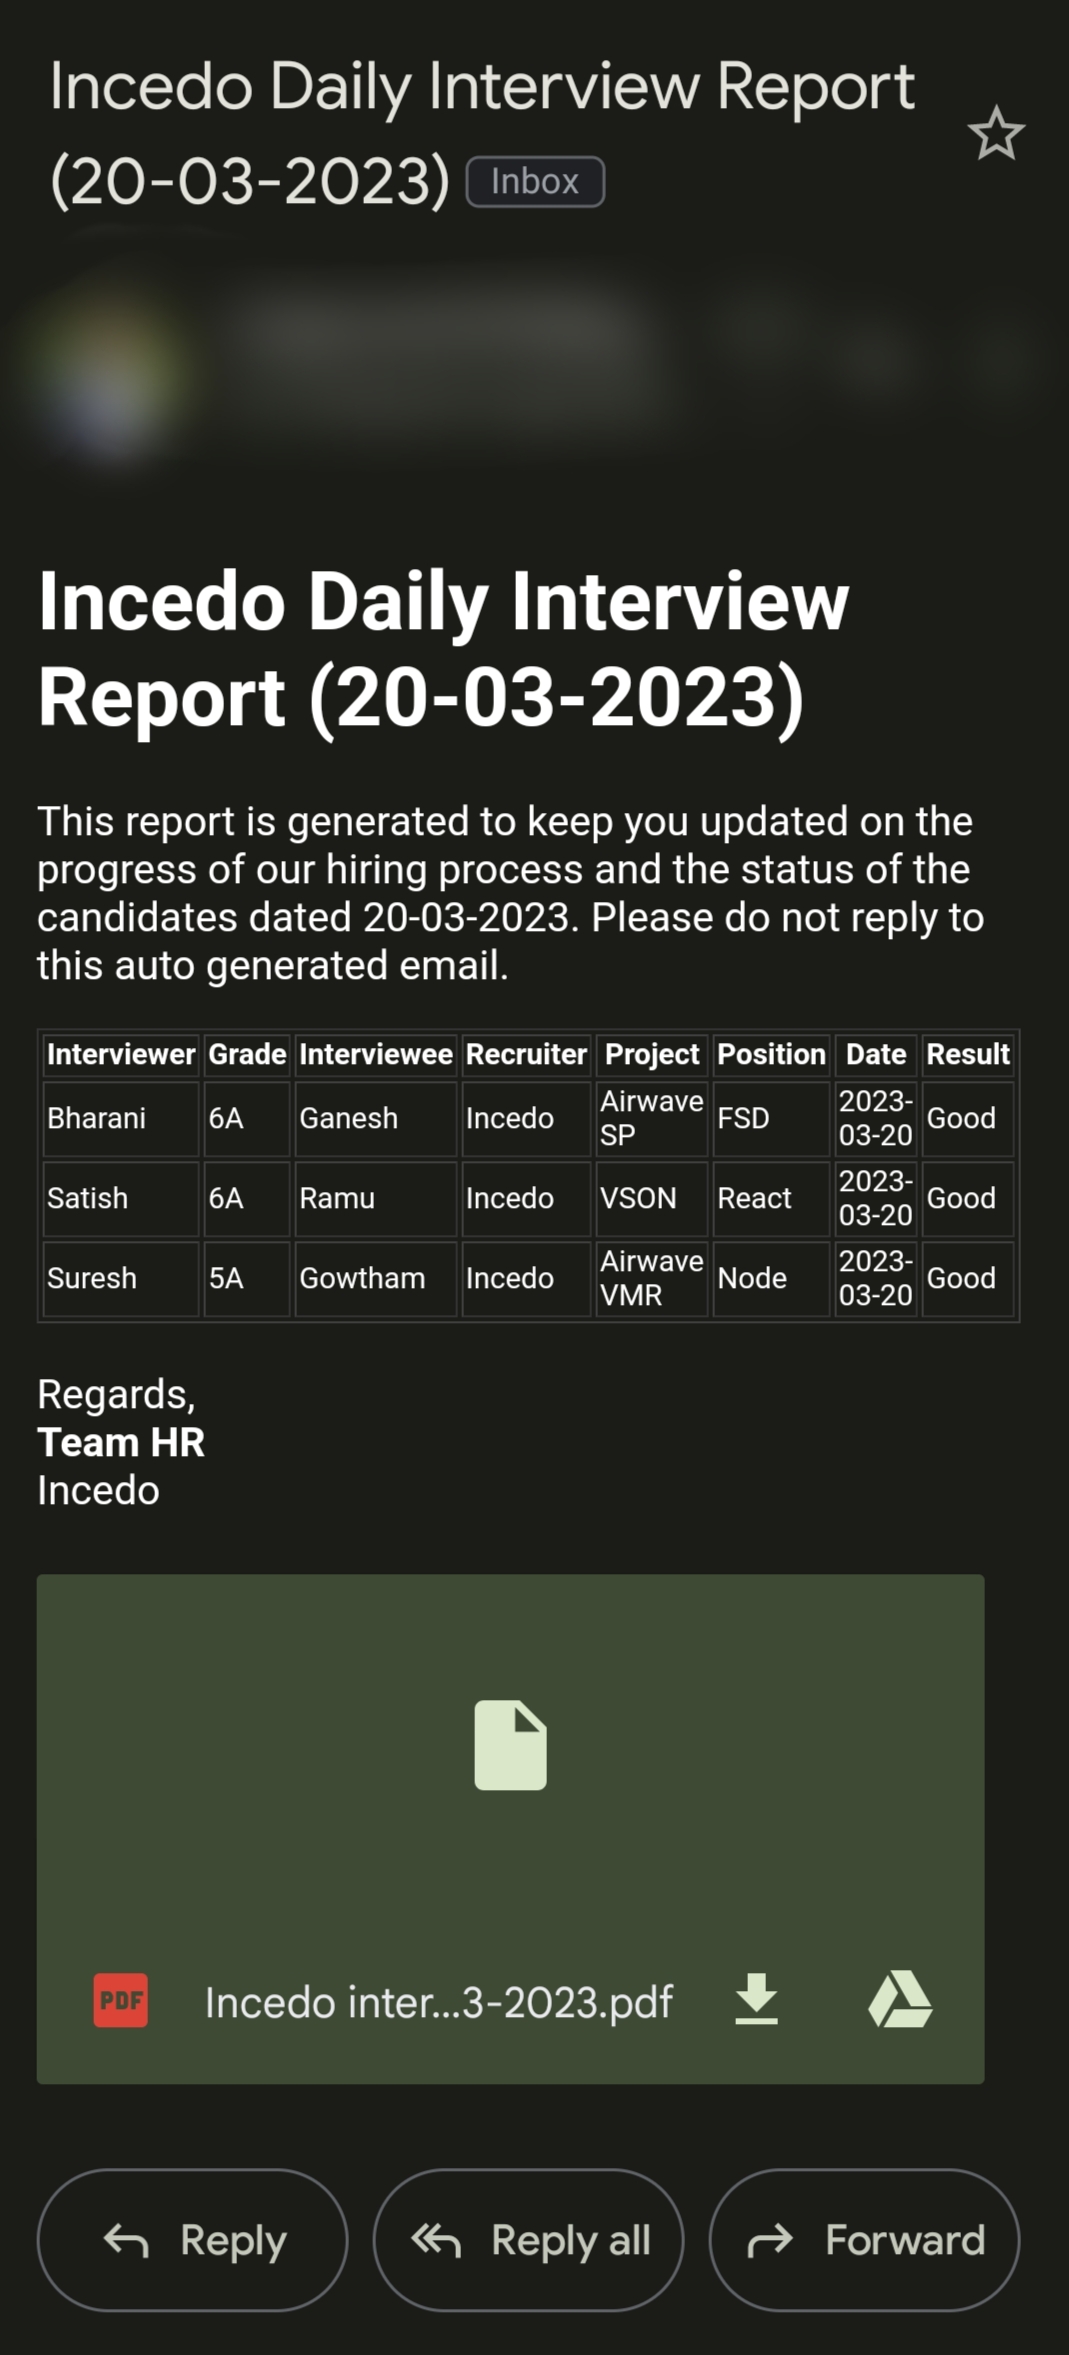 Incedo Daily Interview Report
(20-03-2023) Inbox
Incedo Daily Interview
Report (20-03-2023)
This report is generated to keep you updated on the
progress of our hiring process and the status of the
candidates dated 20-03-2023. Please do not reply to
this auto generated email.
Interviewer Grade Interviewee Recruiter Project Position Date Result
Bharani 6A Ganesh Incedo Airwave SP FSD 2023-03-20 Good
Satish 6A Ramu Incedo VSON React 2023-03-20 Good
Suresh 5A Gowtham Incedo Airwave VMR Node 2023-03-20 Good
Regards,
Team HR
Incedo
PDF Incedo inter...3-2023.pdf
Reply Reply all Forward